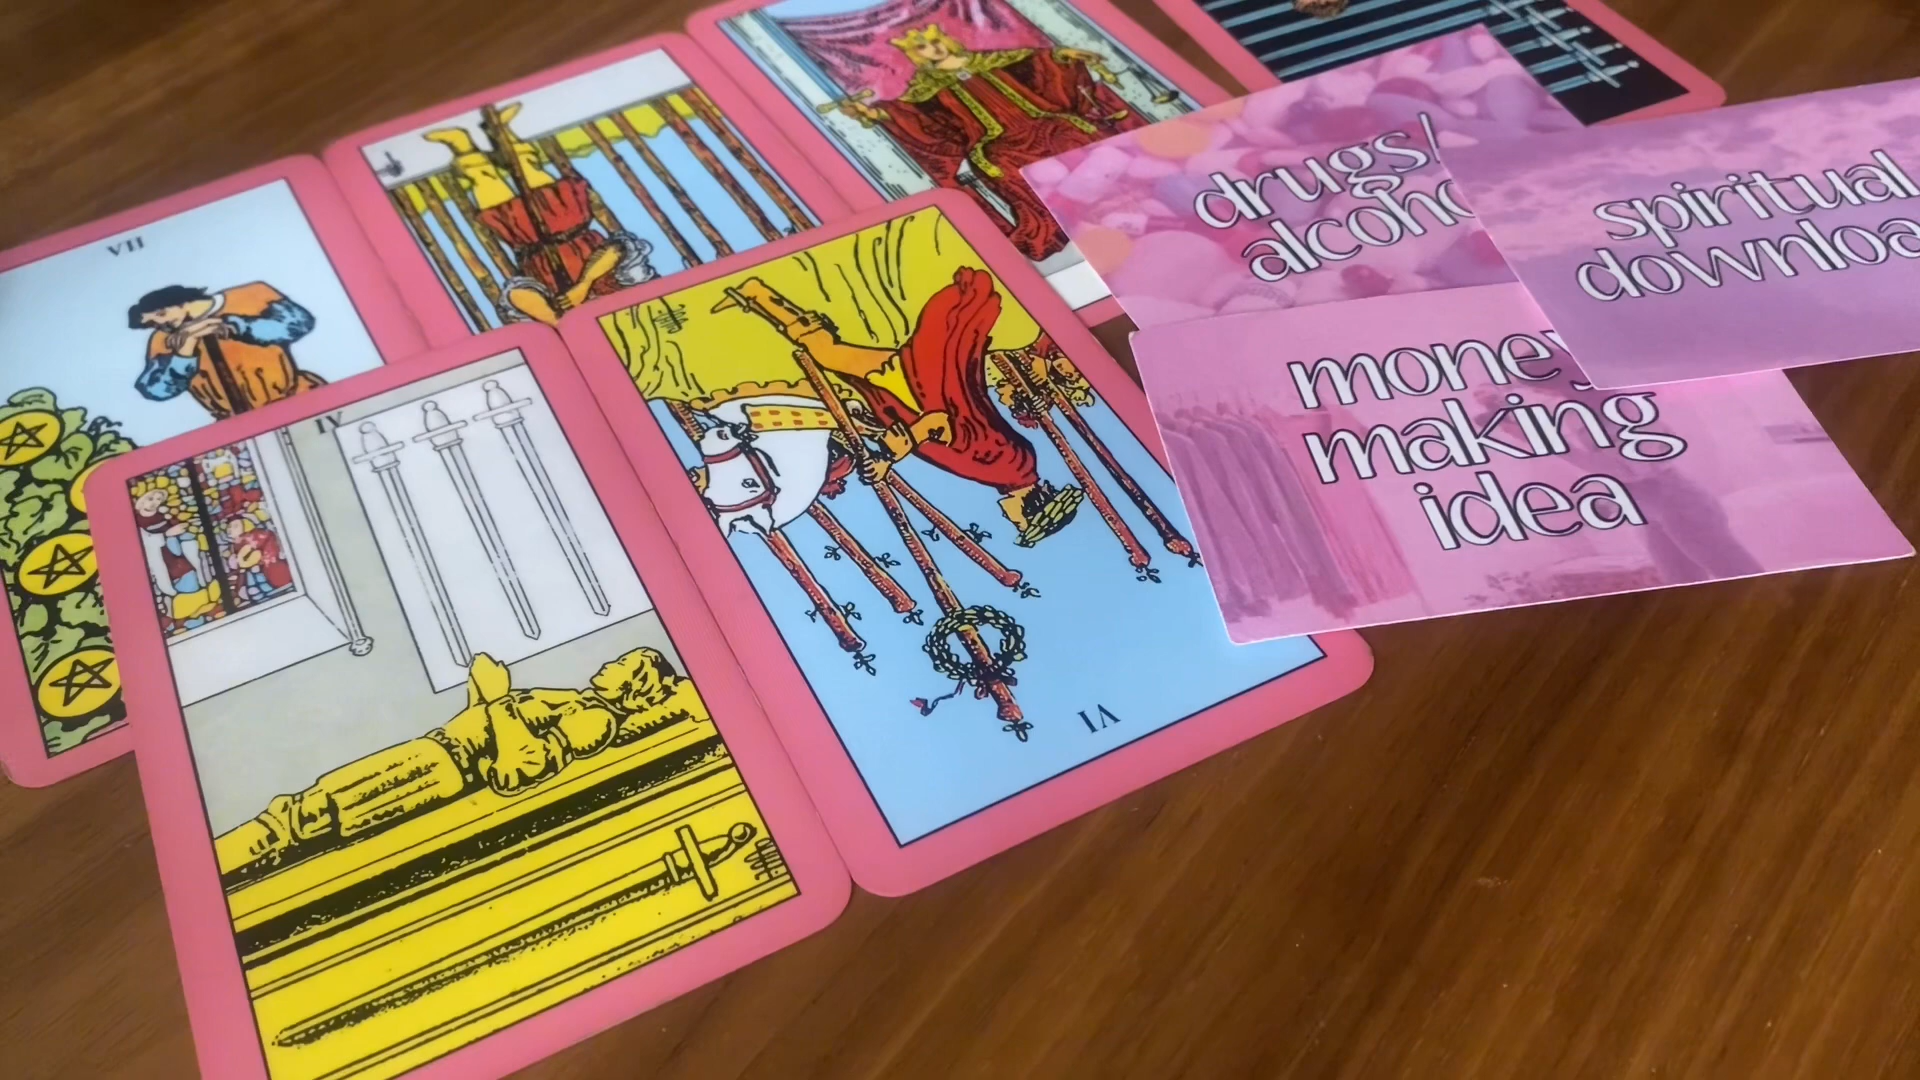 VII
IV
VI
drugs/
alcoho
spiritual
downloa
money
making
idea